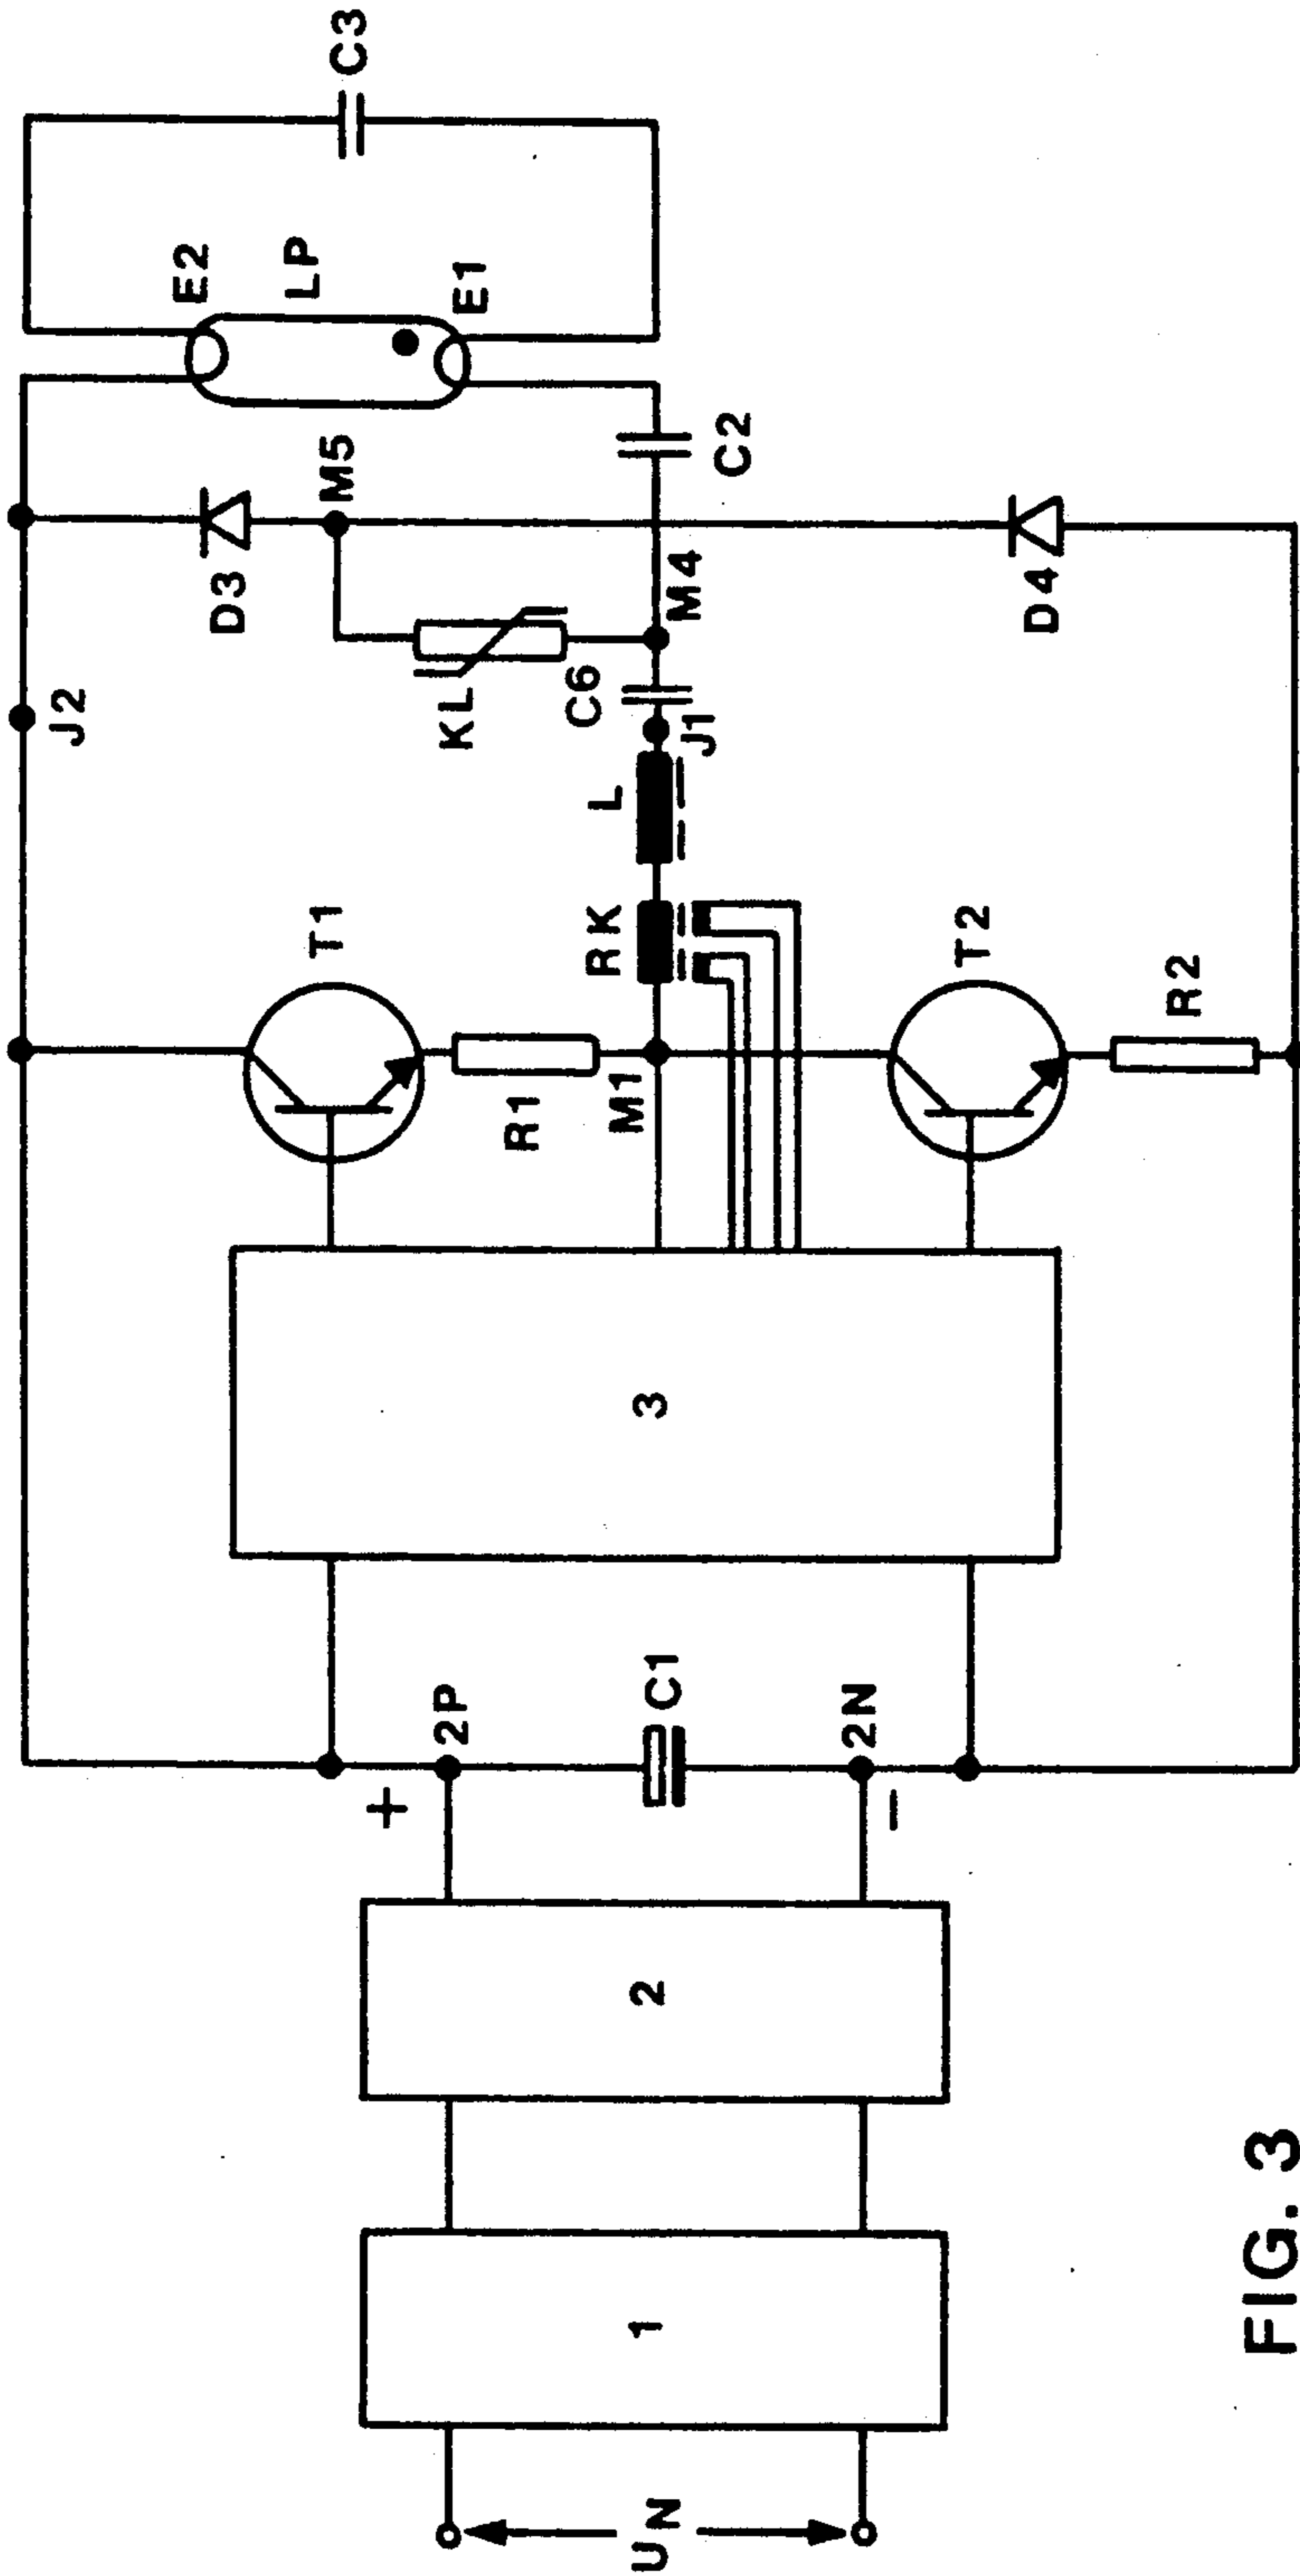 UN
1
2
+
2P
C1
2N
-
3
T1
R1
M1
RK
L
J1
J2
T2
R2
KL
C6
M4
M5
D3
D4
C2
E2
LP
E1
C3
FIG. 3